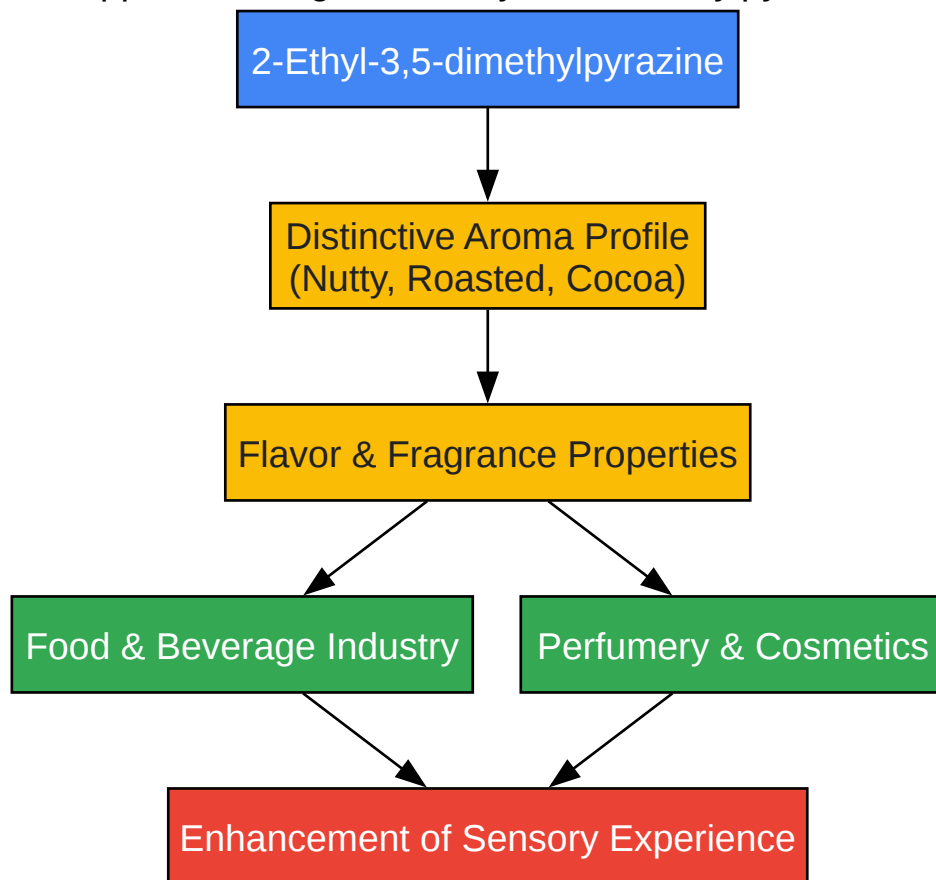 2-Ethyl-3,5-dimethylpyrazine
Distinctive Aroma Profile
(Nutty, Roasted, Cocoa)
Flavor & Fragrance Properties
Food & Beverage Industry
Perfumery & Cosmetics
Enhancement of Sensory Experience